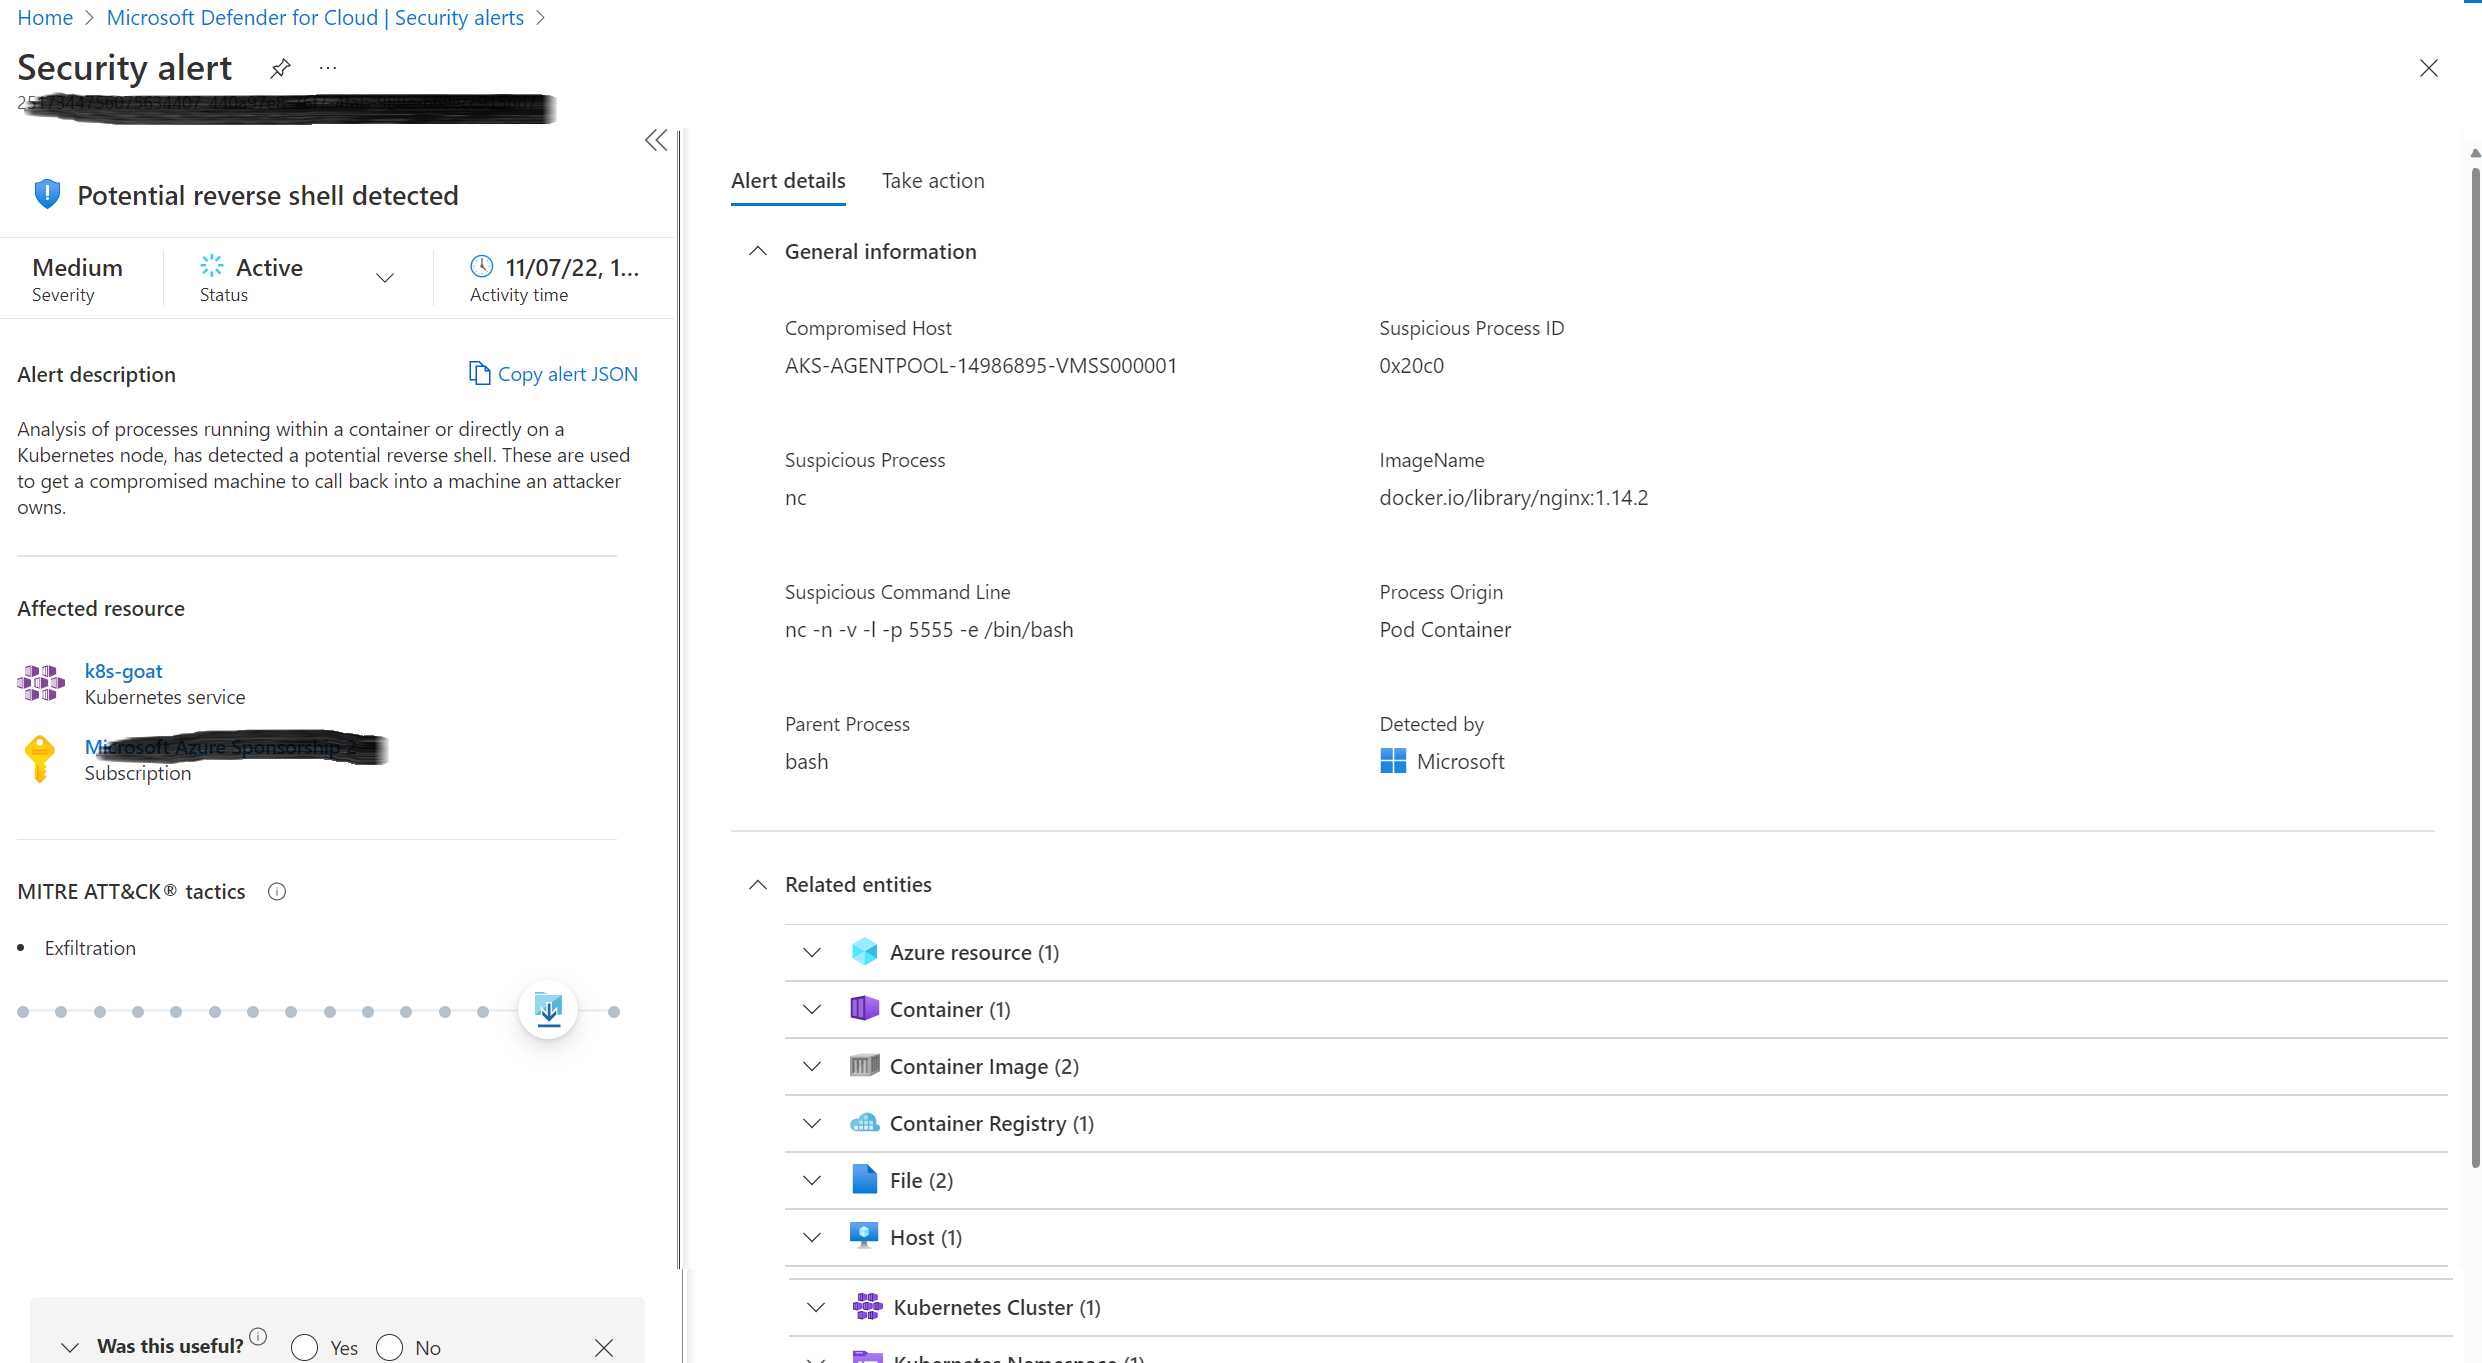 Home > Microsoft Defender for Cloud | Security alerts >
Security alert ...
Potential reverse shell detected
Medium
Severity
Active
Status
11/07/22, 1...
Activity time
Alert description
Copy alert JSON
Analysis of processes running within a container or directly on a
Kubernetes node, has detected a potential reverse shell. These are used
to get a compromised machine to call back into a machine an attacker
owns.
Affected resource
k8s-goat
Kubernetes service
Microsoft Azure Sponsorship 2
Subscription
MITRE ATT&CK® tactics
• Exfiltration
Was this useful?
Yes
No
Alert details
Take action
General information
Compromised Host
AKS-AGENTPOOL-14986895-VMSS000001
Suspicious Process ID
0x20c0
Suspicious Process
nc
ImageName
docker.io/library/nginx:1.14.2
Suspicious Command Line
nc -n -v -l -p 5555 -e /bin/bash
Process Origin
Pod Container
Parent Process
bash
Detected by
Microsoft
Related entities
Azure resource (1)
Container (1)
Container Image (2)
Container Registry (1)
File (2)
Host (1)
Kubernetes Cluster (1)
Kubernetes Namespace (1)